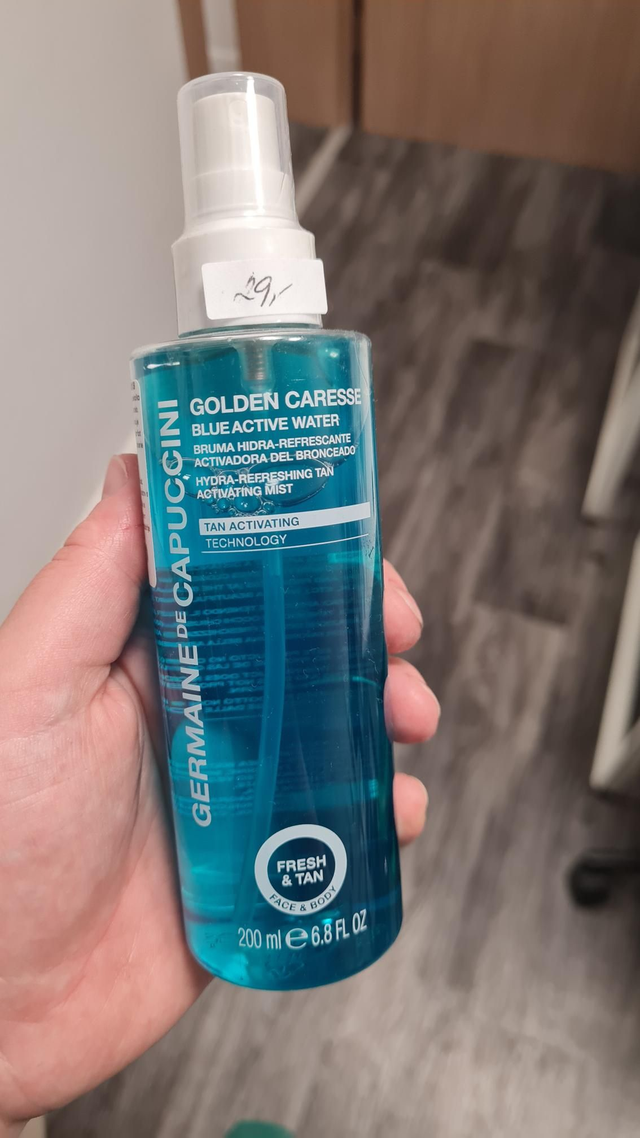 29,-
GOLDEN CARESSE
BLUE ACTIVE WATER
BRUMA HIDRA-REFRESCANTE
ACTIVADORA DEL BRONCEADO
HYDRA-REFRESHING TAN
ACTIVATING MIST
TAN ACTIVATING
TECHNOLOGY
GERMAINE DE CAPUCCINI
FRESH
& TAN
FACE & BODY
200 ml e 6.8 FL OZ